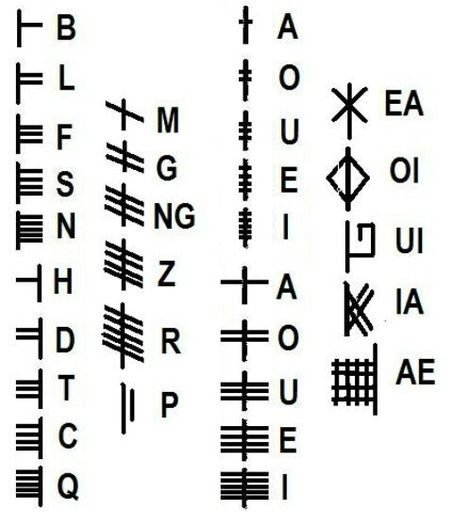 ᚁ B
ᚂ L
ᚃ F
ᚄ S
ᚅ N
ᚆ H
ᚇ D
ᚈ T
ᚉ C
ᚊ Q
ᚋ M
ᚌ G
ᚍ NG
ᚎ Z
ᚏ R
ᚚ P
ᚐ A
ᚑ O
ᚒ U
ᚓ E
ᚔ I
ᚐ A
ᚑ O
ᚒ U
ᚓ E
ᚔ I
ᚕ EA
ᚖ OI
ᚗ UI
ᚘ IA
ᚙ AE